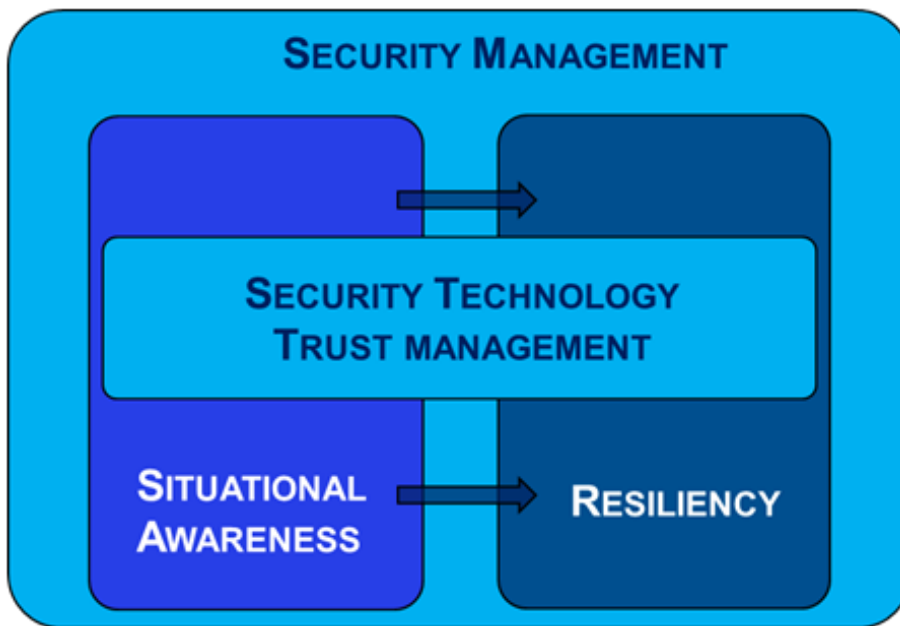 SECURITY MANAGEMENT
SECURITY TECHNOLOGY
TRUST MANAGEMENT
SITUATIONAL
AWARENESS
RESILIENCY